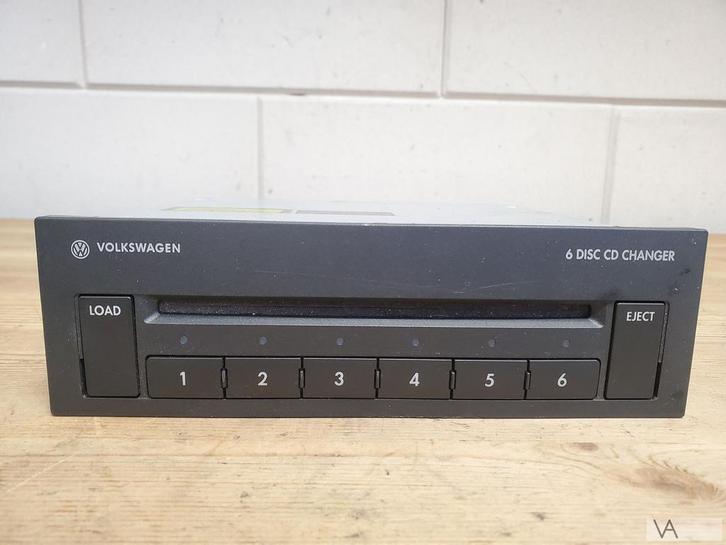 VOLKSWAGEN
6 DISC CD CHANGER
LOAD
EJECT
1 2 3 4 5 6
VA